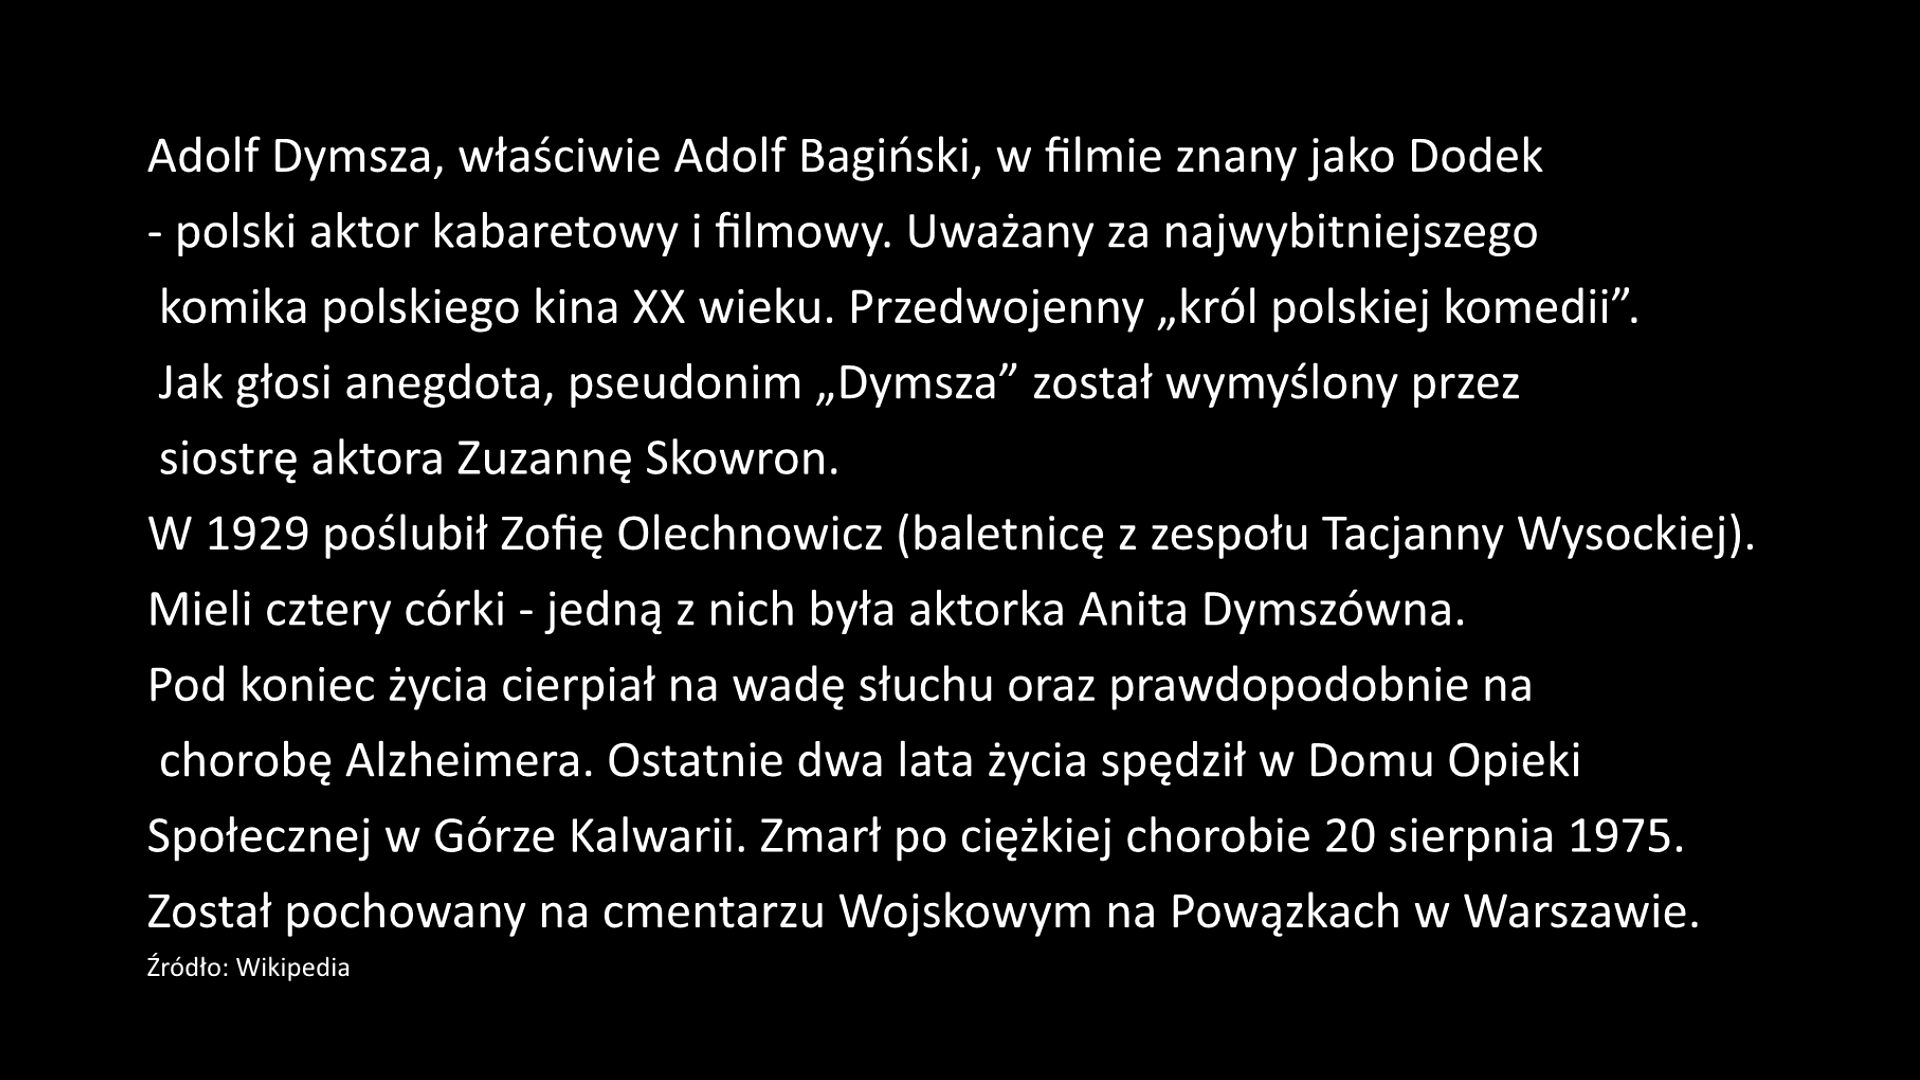 Adolf Dymsza, właściwie Adolf Bagiński, w filmie znany jako Dodek
- polski aktor kabaretowy i filmowy. Uważany za najwybitniejszego
komika polskiego kina XX wieku. Przedwojenny „król polskiej komedii”.
Jak głosi anegdota, pseudonim „Dymsza” został wymyślony przez
siostrę aktora Zuzannę Skowron.
W 1929 poślubił Zofię Olechnowicz (baletnicę z zespołu Tacjanny Wysockiej).
Mieli cztery córki - jedną z nich była aktorka Anita Dymszówna.
Pod koniec życia cierpiał na wadę słuchu oraz prawdopodobnie na
chorobę Alzheimera. Ostatnie dwa lata życia spędził w Domu Opieki
Społecznej w Górze Kalwarii. Zmarł po ciężkiej chorobie 20 sierpnia 1975.
Został pochowany na cmentarzu Wojskowym na Powązkach w Warszawie.
Źródło: Wikipedia